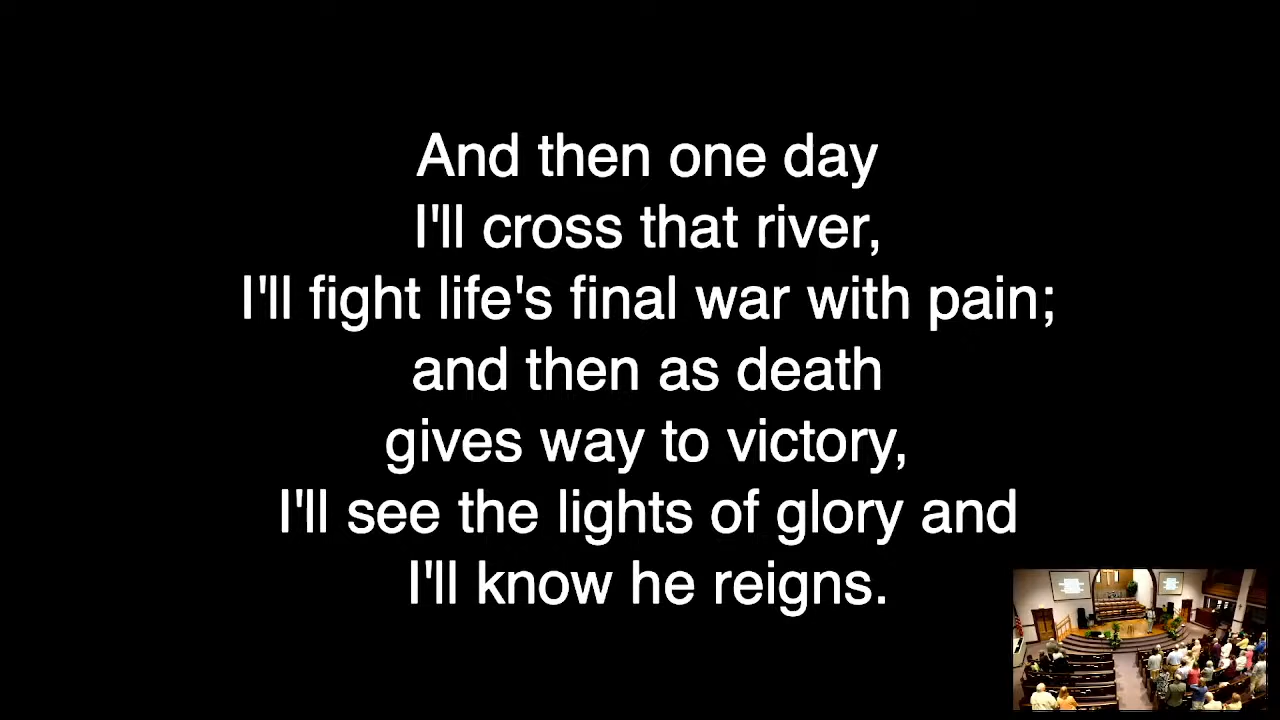 And then one day
I'll cross that river,
I'll fight life's final war with pain;
and then as death
gives way to victory,
I'll see the lights of glory and
I'll know he reigns.